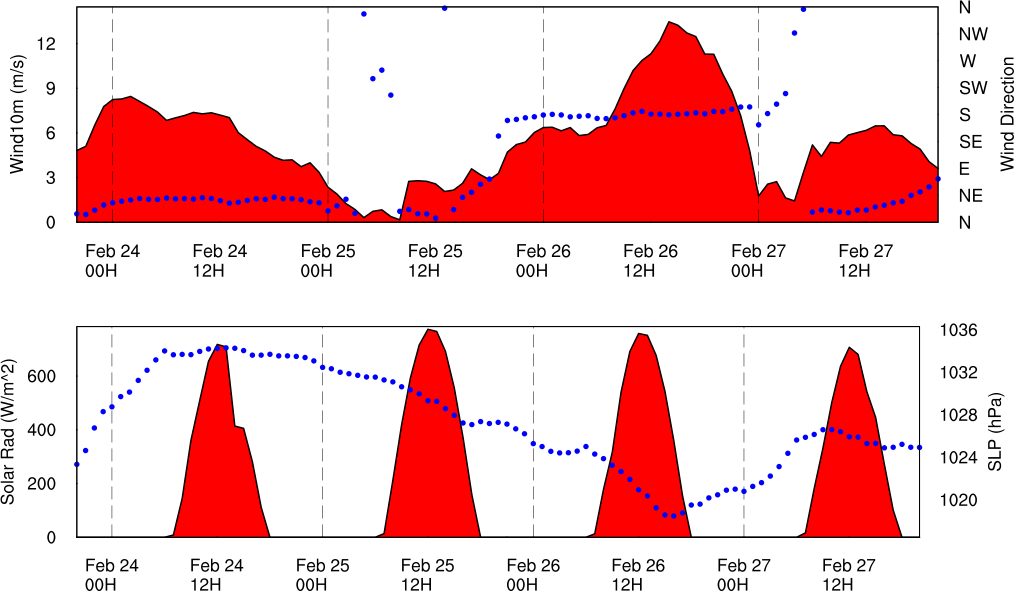 N
NW
W
SW
S
SE
E
NE
N
Wind Direction
12
9
6
3
0
Wind10m (m/s)
Feb 24 Feb 24 Feb 25 Feb 25 Feb 26 Feb 26 Feb 27 Feb 27
00H 12H 00H 12H 00H 12H 00H 12H
1036
1032
1028
1024
1020
SLP (hPa)
600
400
200
0
Solar Rad (W/m^2)
Feb 24 Feb 24 Feb 25 Feb 25 Feb 26 Feb 26 Feb 27 Feb 27
00H 12H 00H 12H 00H 12H 00H 12H